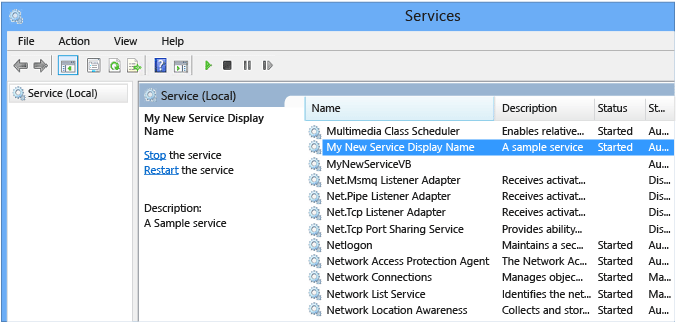 Services
File Action View Help
Service (Local)
Service (Local)
My New Service Display
Name
Stop the service
Restart the service
Description:
A Sample service
Name Description Status St...
Multimedia Class Scheduler Enables relative... Started Au...
My New Service Display Name A sample service Started Au...
MyNewServiceVB Au...
Net.Msmq Listener Adapter Receives activat... Dis...
Net.Pipe Listener Adapter Receives activat... Dis...
Net.Tcp Listener Adapter Receives activat... Dis...
Net.Tcp Port Sharing Service Provides ability... Dis...
Netlogon Maintains a sec... Started Au...
Network Access Protection Agent The Network Ac... Started Au...
Network Connections Manages objec... Started Ma...
Network List Service Identifies the net... Started Ma...
Network Location Awareness Collects and stor... Started Au...